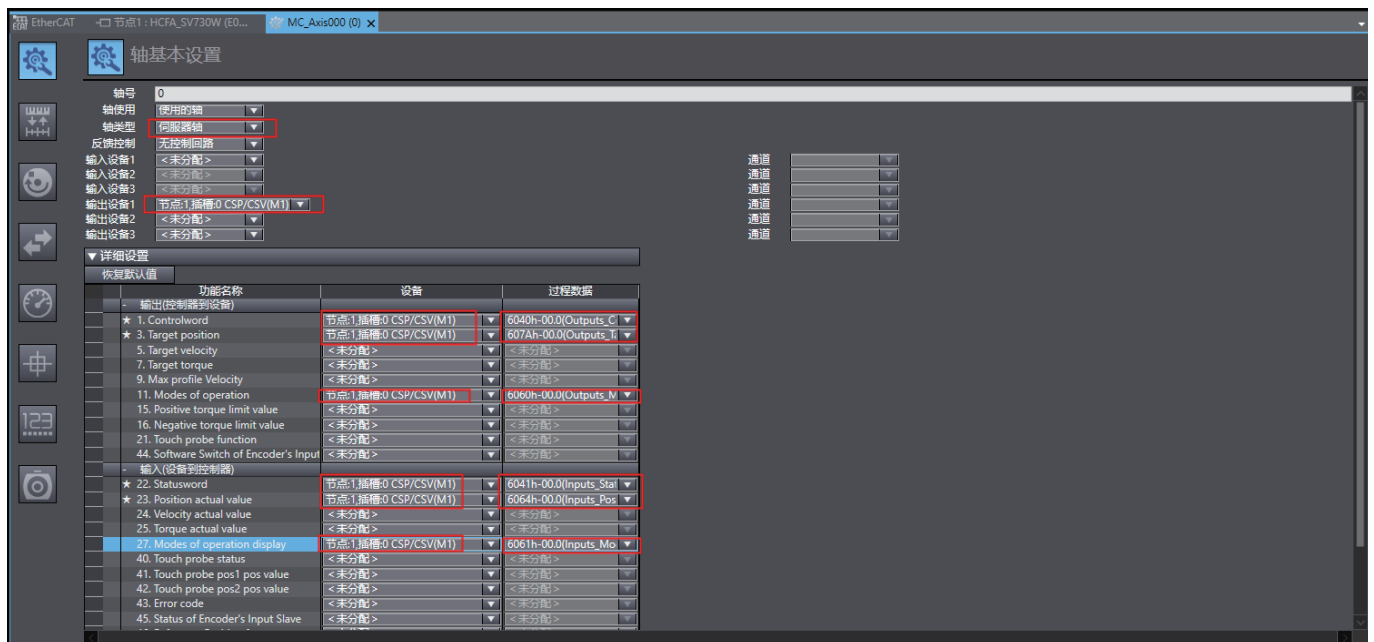 EtherCAT 节点1 : HCFA_SV730W (E0... MC_Axis000 (0)
轴基本设置
轴号 0
轴使用 使用的轴
轴类型 伺服器轴
反馈控制 无控制回路
输入设备1 <未分配> 通道
输入设备2 <未分配> 通道
输入设备3 <未分配> 通道
输出设备1 节点:1,插槽:0 CSP/CSV(M1) 通道
输出设备2 <未分配> 通道
输出设备3 <未分配> 通道
▼详细设置
恢复默认值
功能名称 设备 过程数据
- 输出(控制器到设备)
★ 1. Controlword 节点:1,插槽:0 CSP/CSV(M1) 6040h-00.0(Outputs_C
★ 3. Target position 节点:1,插槽:0 CSP/CSV(M1) 607Ah-00.0(Outputs_Ta
5. Target velocity <未分配> <未分配>
7. Target torque <未分配> <未分配>
9. Max profile Velocity <未分配> <未分配>
11. Modes of operation 节点:1,插槽:0 CSP/CSV(M1) 6060h-00.0(Outputs_M
15. Positive torque limit value <未分配> <未分配>
16. Negative torque limit value <未分配> <未分配>
21. Touch probe function <未分配> <未分配>
44. Software Switch of Encoder's Input <未分配> <未分配>
- 输入(设备到控制器)
★ 22. Statusword 节点:1,插槽:0 CSP/CSV(M1) 6041h-00.0(Inputs_Stat
★ 23. Position actual value 节点:1,插槽:0 CSP/CSV(M1) 6064h-00.0(Inputs_Pos
24. Velocity actual value <未分配> <未分配>
25. Torque actual value <未分配> <未分配>
27. Modes of operation display 节点:1,插槽:0 CSP/CSV(M1) 6061h-00.0(Inputs_Mo
40. Touch probe status <未分配> <未分配>
41. Touch probe pos1 pos value <未分配> <未分配>
42. Touch probe pos2 pos value <未分配> <未分配>
43. Error code <未分配> <未分配>
45. Status of Encoder's Input Slave <未分配> <未分配>